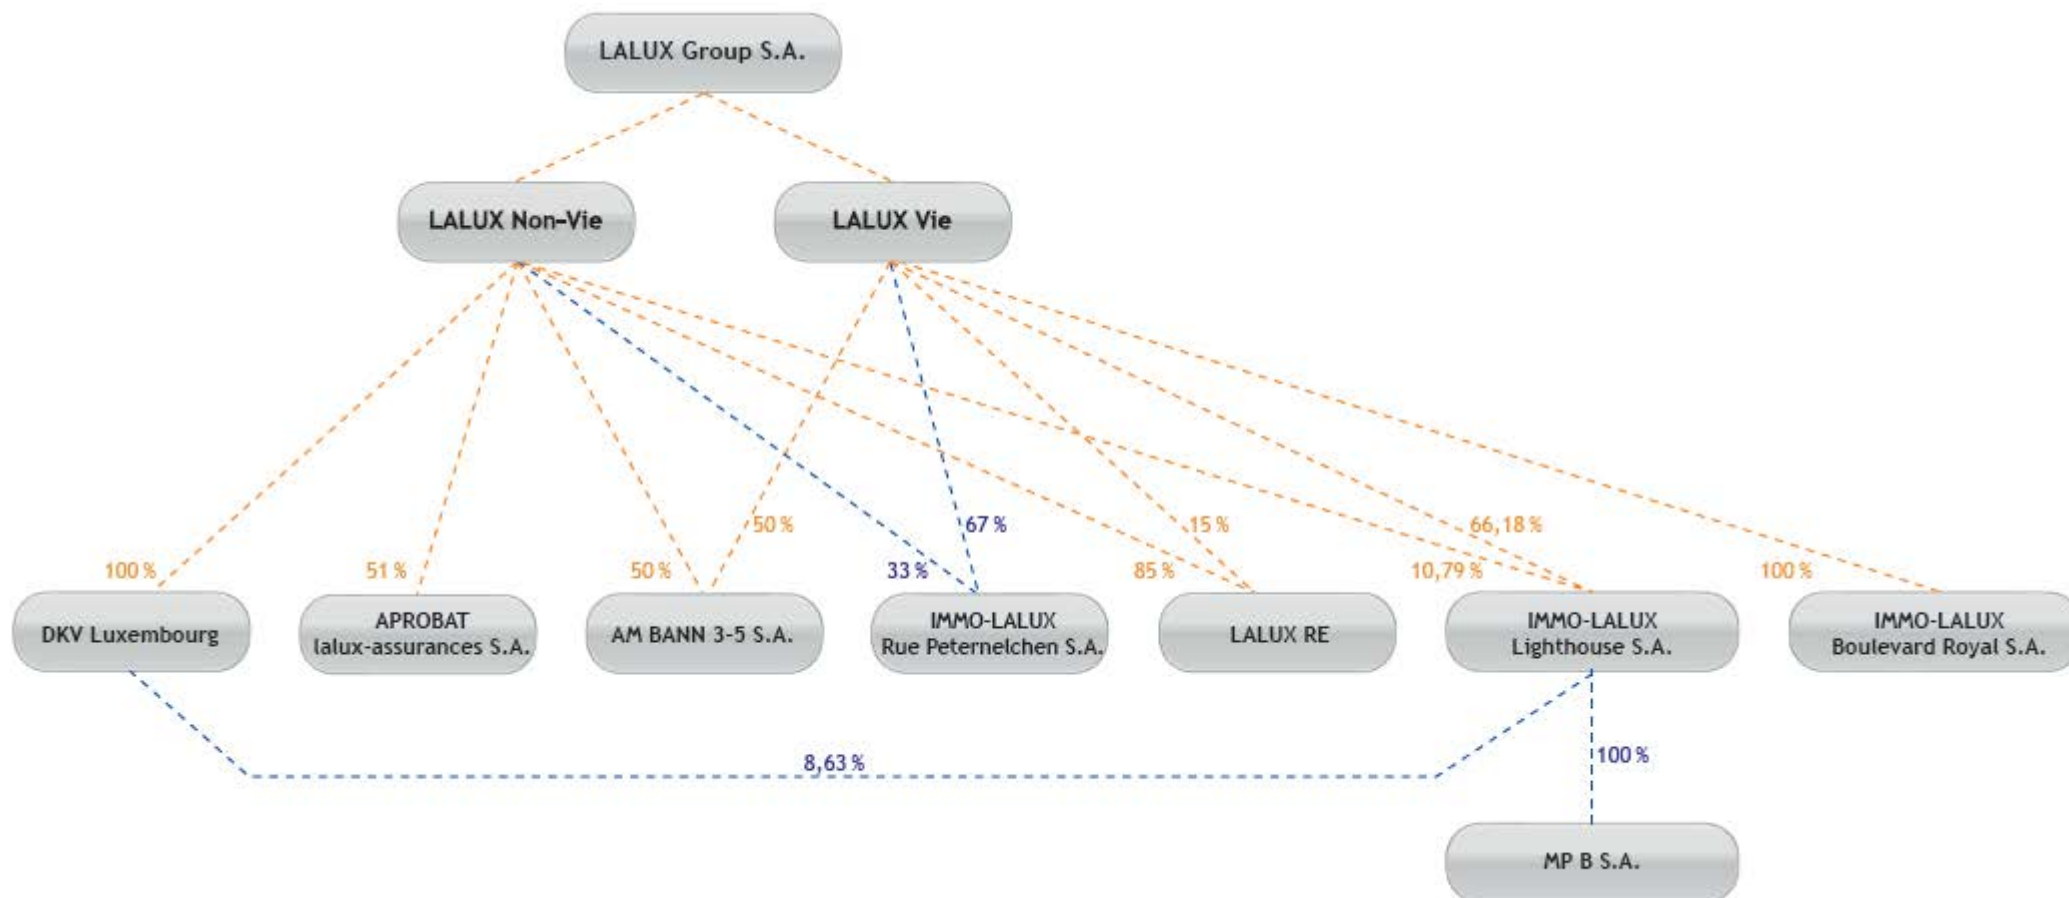 LALUX Group S.A.
LALUX Non-Vie
LALUX Vie
50 %
67 %
15 %
66,18 %
100 %
51 %
50 %
33 %
85 %
10,79 %
100 %
DKV Luxembourg
APROBAT
lalux-assurances S.A.
AM BANN 3-5 S.A.
IMMO-LALUX
Rue Peternelchen S.A.
LALUX RE
IMMO-LALUX
Lighthouse S.A.
IMMO-LALUX
Boulevard Royal S.A.
8,63 %
100 %
MP B S.A.